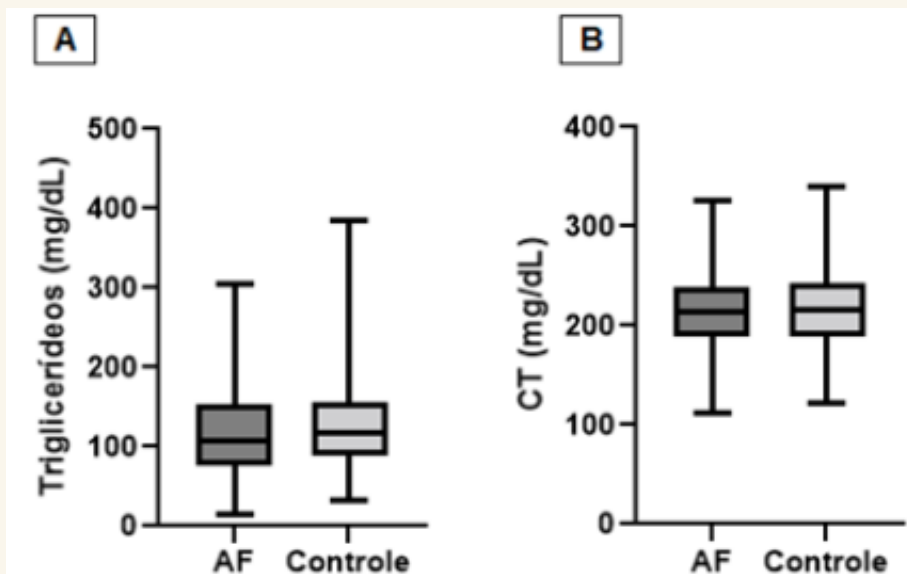 A
Triglicerídeos (mg/dL)
500
400
300
200
100
0
AF Controle
B
CT (mg/dL)
400
300
200
100
0
AF Controle